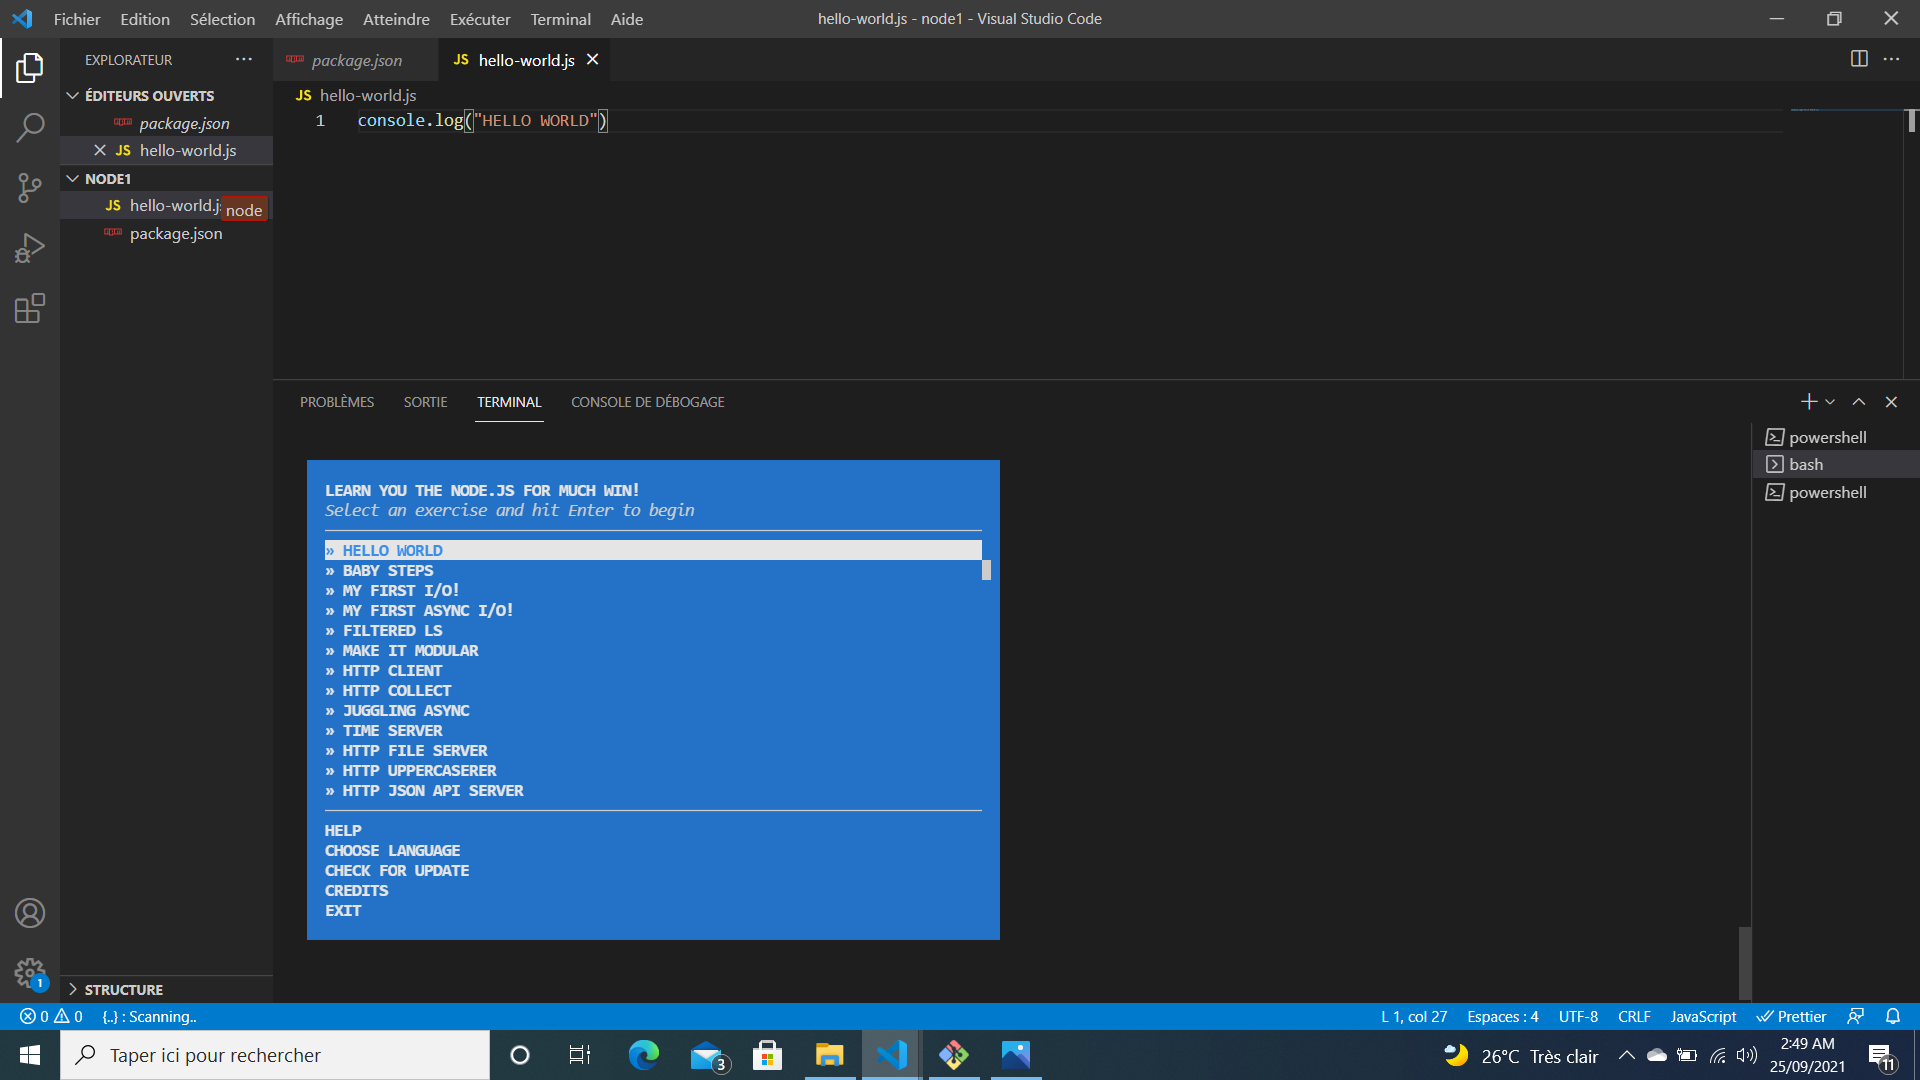 Fichier Edition Sélection Affichage Atteindre Exécuter Terminal Aide
hello-world.js - node1 - Visual Studio Code
EXPLORATEUR
ÉDITEURS OUVERTS
package.json
JS hello-world.js
NODE1
JS hello-world.js
node
package.json
STRUCTURE
package.json
JS hello-world.js
JS hello-world.js
1 console.log("HELLO WORLD")
PROBLÈMES SORTIE TERMINAL CONSOLE DE DÉBOGAGE
LEARN YOU THE NODE.JS FOR MUCH WIN!
Select an exercise and hit Enter to begin
» HELLO WORLD
» BABY STEPS
» MY FIRST I/O!
» MY FIRST ASYNC I/O!
» FILTERED LS
» MAKE IT MODULAR
» HTTP CLIENT
» HTTP COLLECT
» JUGGLING ASYNC
» TIME SERVER
» HTTP FILE SERVER
» HTTP UPPERCASERER
» HTTP JSON API SERVER
HELP
CHOOSE LANGUAGE
CHECK FOR UPDATE
CREDITS
EXIT
powershell
bash
powershell
1
0 0 {..} : Scanning..
L 1, col 27 Espaces : 4 UTF-8 CRLF JavaScript Prettier
Taper ici pour rechercher
3
26°C Très clair
2:49 AM
25/09/2021
11